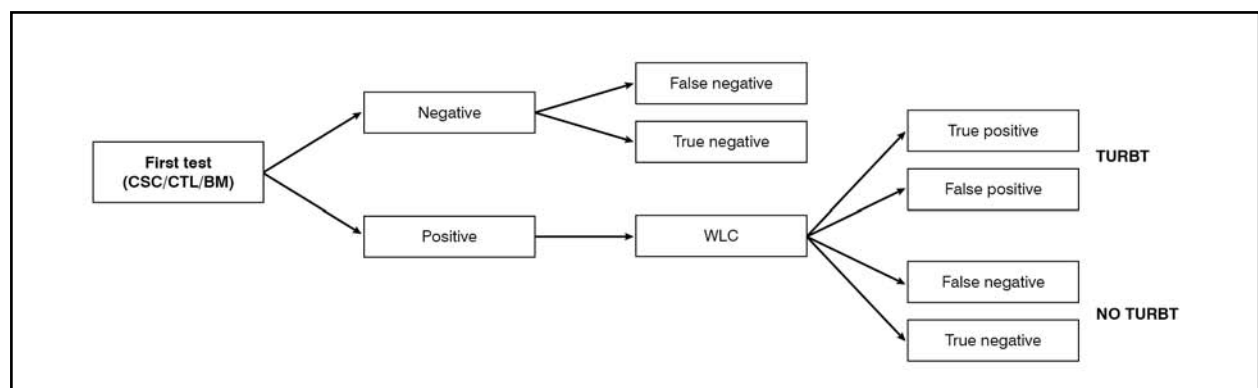 First test
(CSC/CTL/BM)
Negative
Positive
False negative
True negative
WLC
True positive
False positive
TURBT
False negative
True negative
NO TURBT